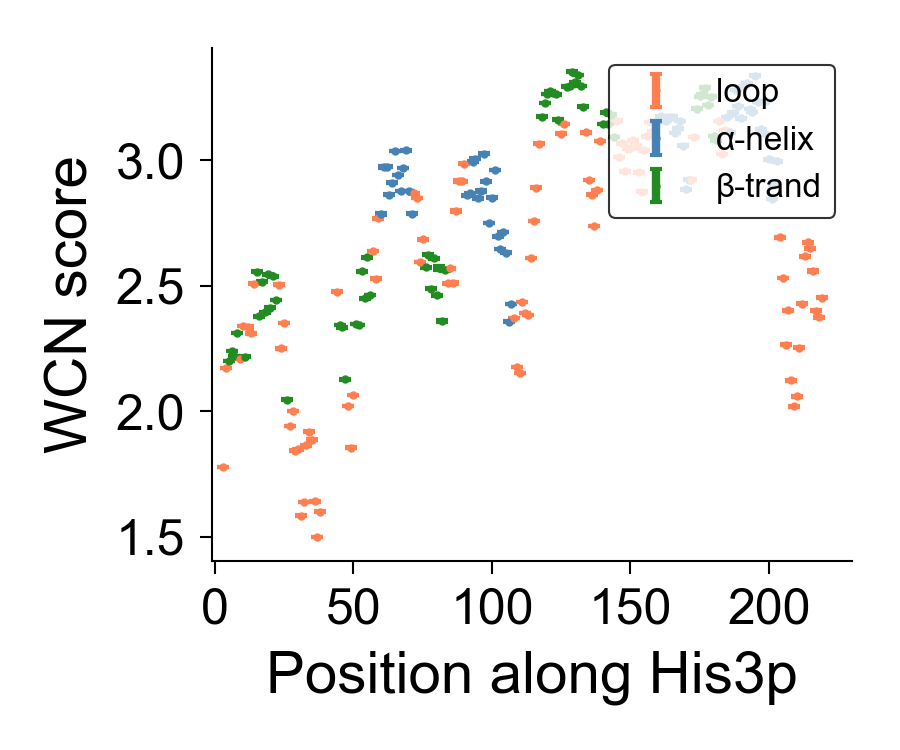 loop
α-helix
β-trand
WCN score
3.0
2.5
2.0
1.5
0
50
100
150
200
Position along His3p